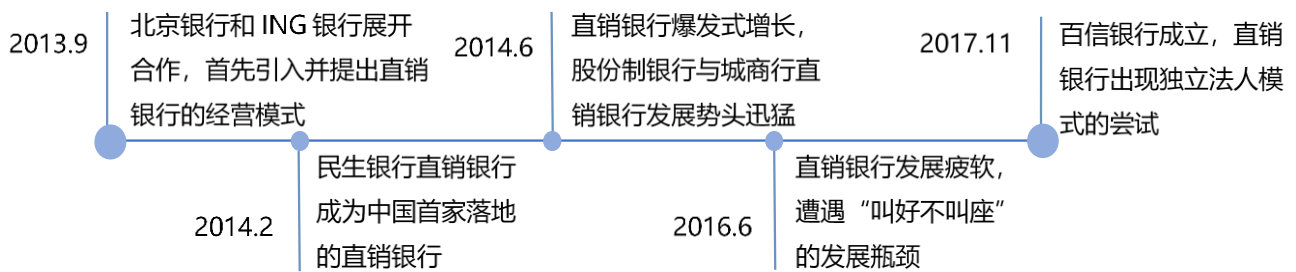 2013.9
北京银行和 ING 银行展开
合作，首先引入并提出直销
银行的经营模式
2014.2
民生银行直销银行
成为中国首家落地
的直销银行
2014.6
直销银行爆发式增长，
股份制银行与城商行直
销银行发展势头迅猛
2016.6
直销银行发展疲软，
遭遇“叫好不叫座”
的发展瓶颈
2017.11
百信银行成立，直销
银行出现独立法人模
式的尝试